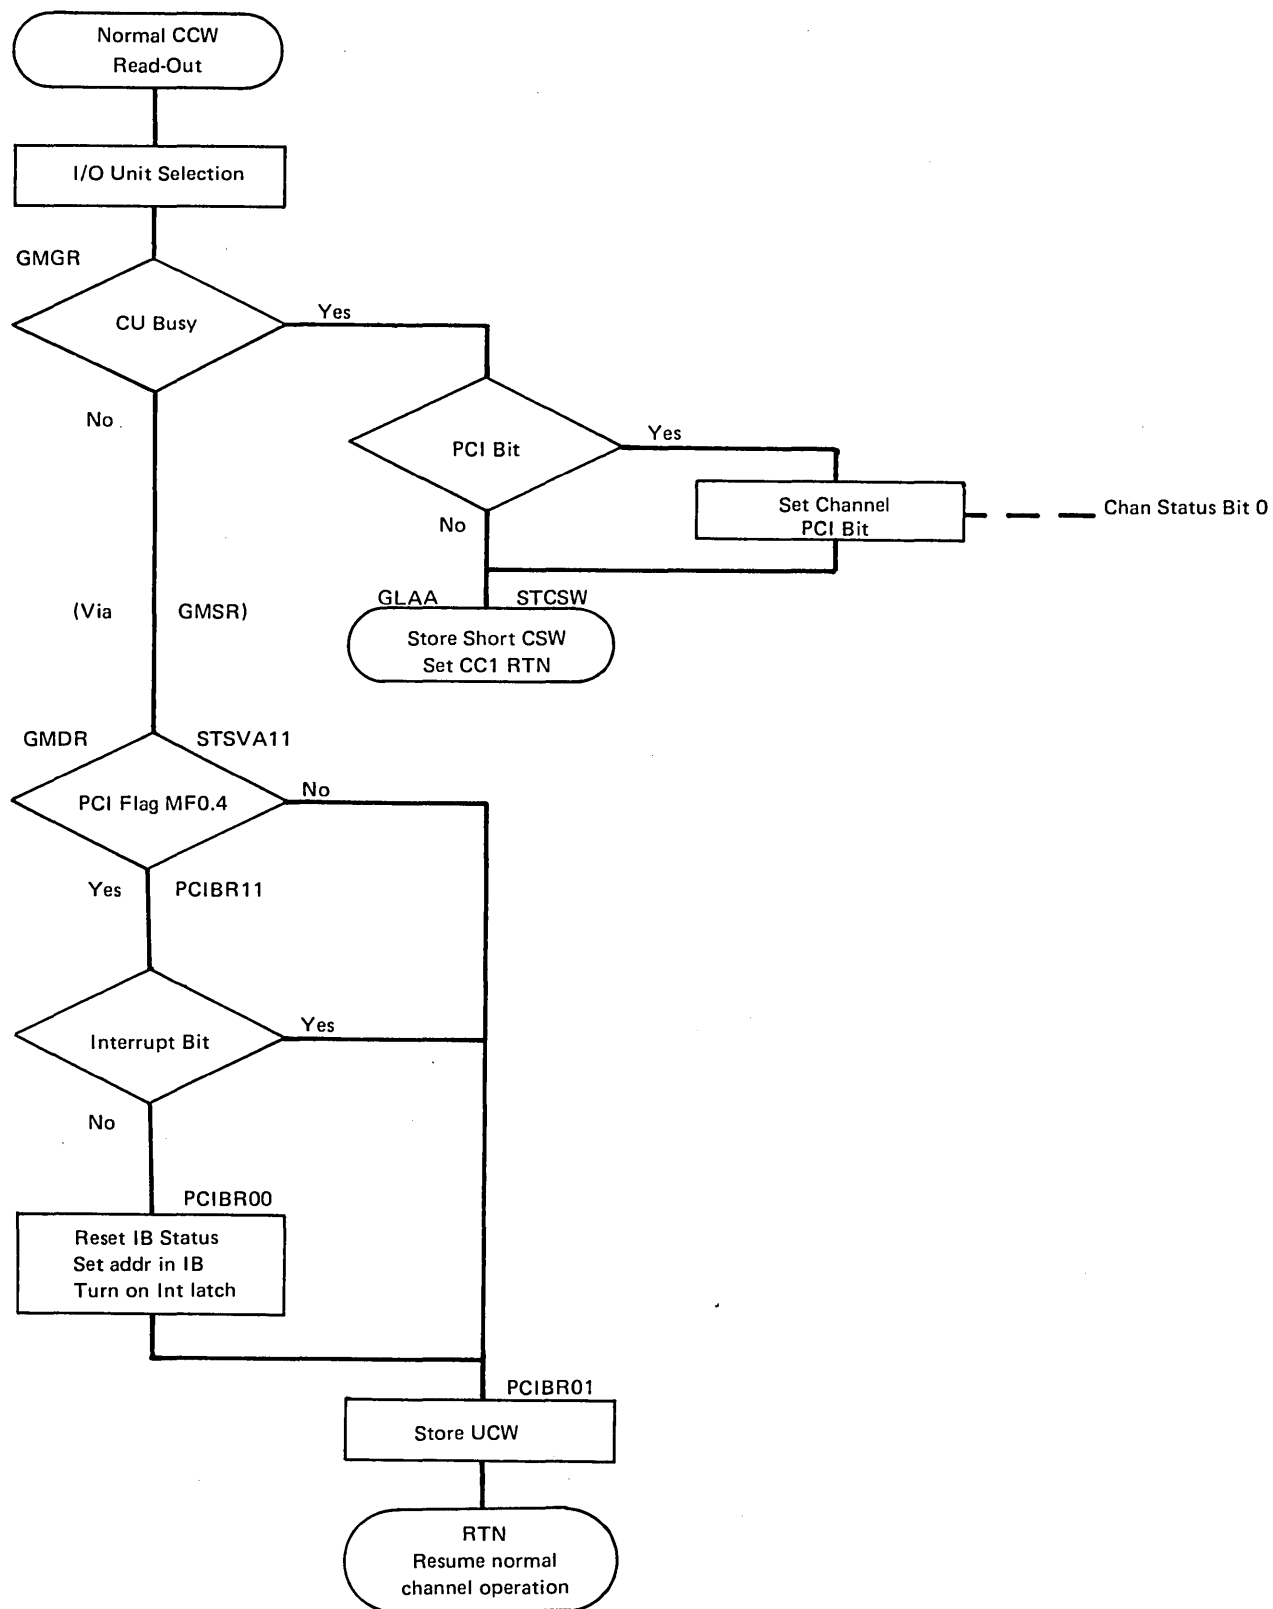 Normal CCW
Read-Out
I/O Unit Selection
GMGR
CU Busy
Yes
No
PCI Bit
Yes
No
Set Channel
PCI Bit
Chan Status Bit 0
(Via GMSR)
GLAA STCSW
Store Short CSW
Set CC1 RTN
GMDR STSVA11
PCI Flag MF0.4
No
Yes PCIBR11
Interrupt Bit
Yes
No
PCIBR00
Reset IB Status
Set addr in IB
Turn on Int latch
PCIBR01
Store UCW
RTN
Resume normal
channel operation